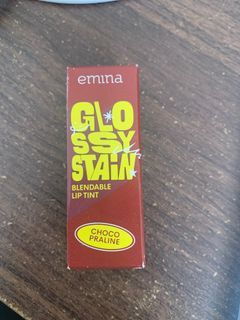 emina
GLO
SSY
STAIN
BLENDABLE
LIP TINT
CHOCO
PRALINE